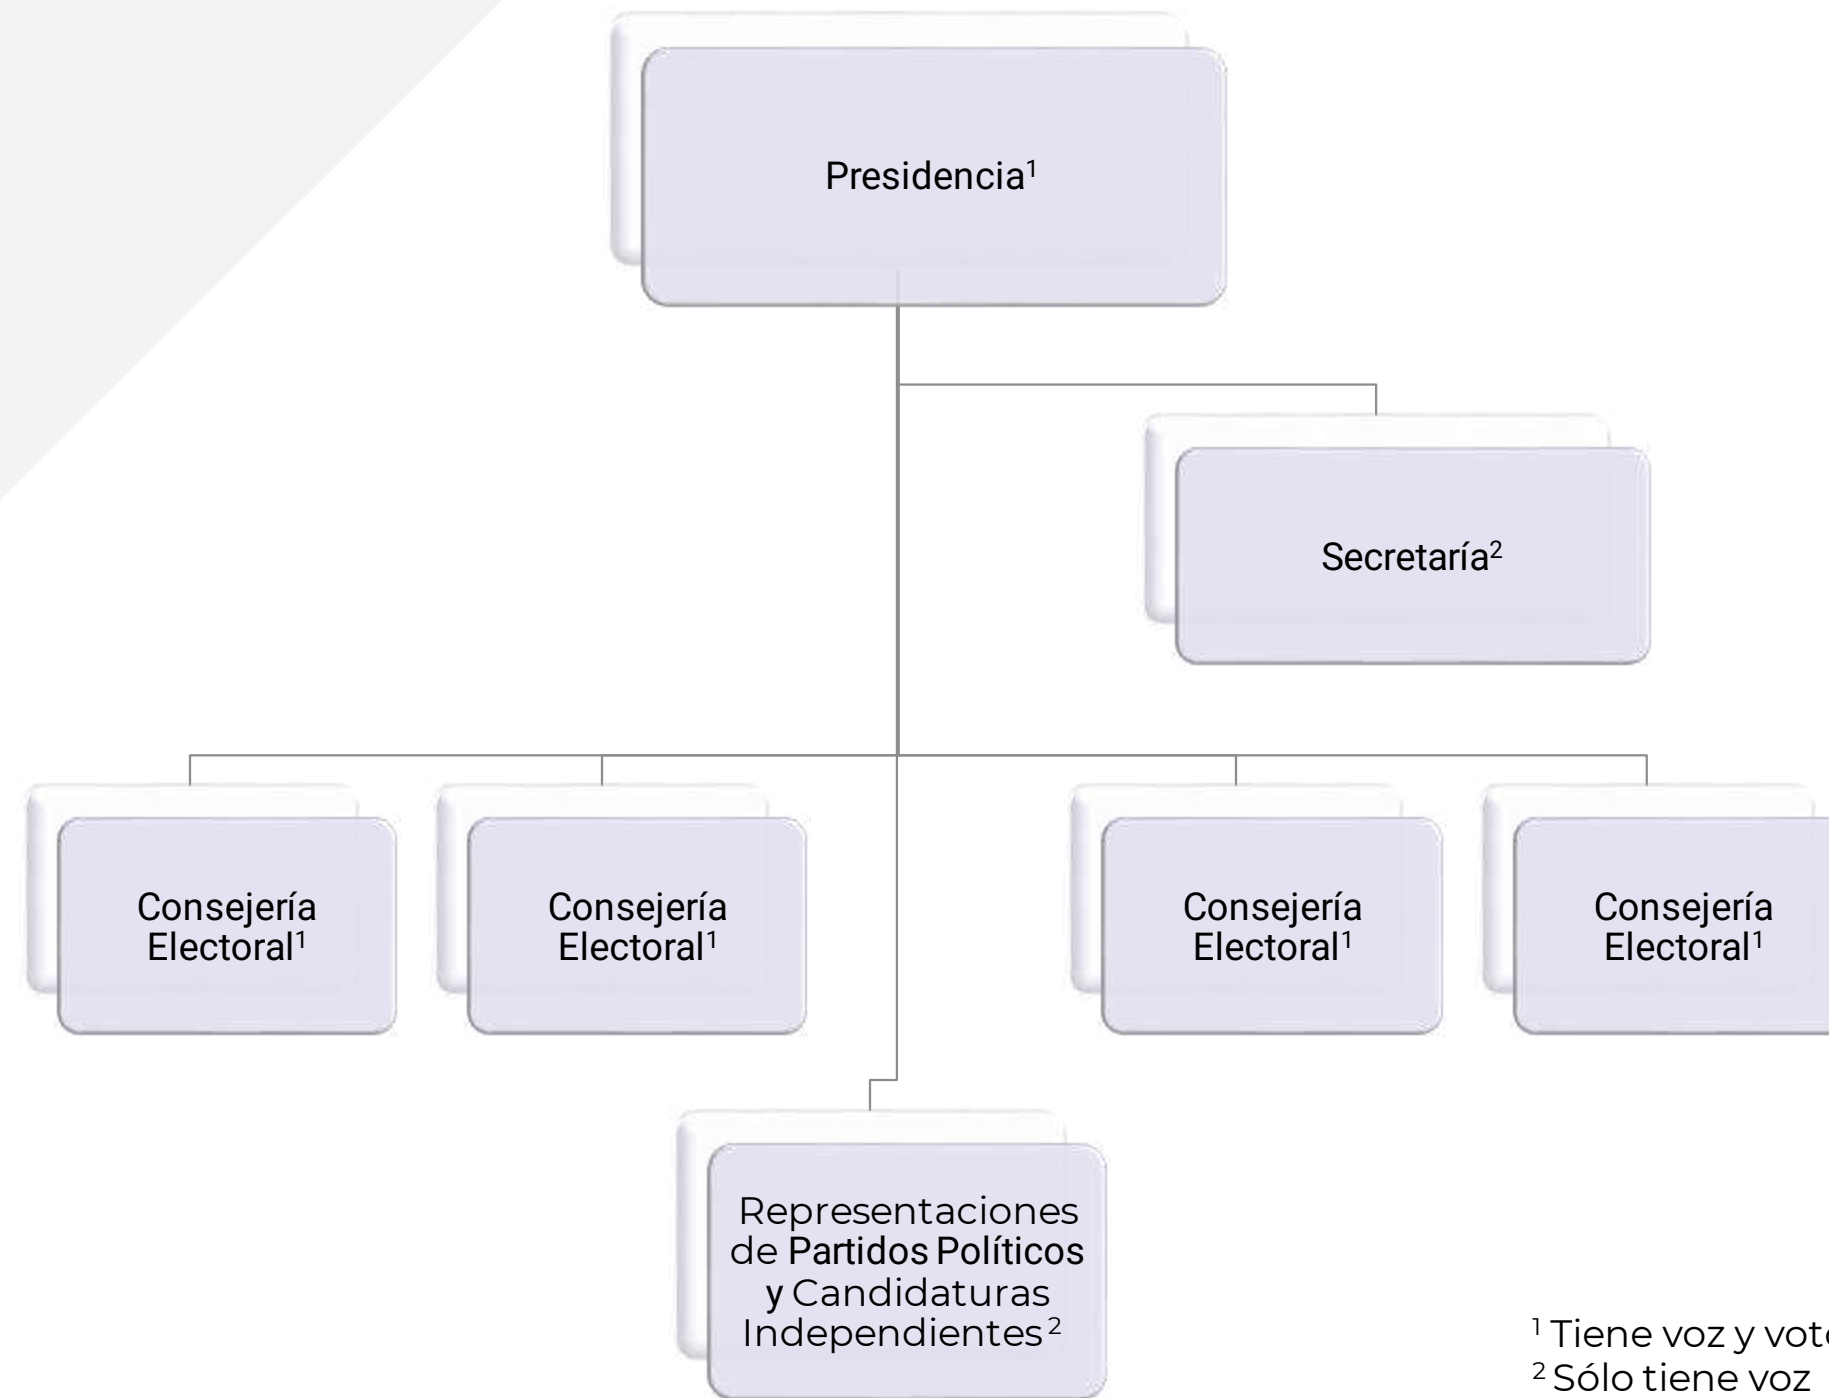 Presidencia¹
Secretaría²
Consejería
Electoral¹
Consejería
Electoral¹
Consejería
Electoral¹
Consejería
Electoral¹
Representaciones
de Partidos Políticos
y Candidaturas
Independientes²
¹ Tiene voz y voto
² Sólo tiene voz